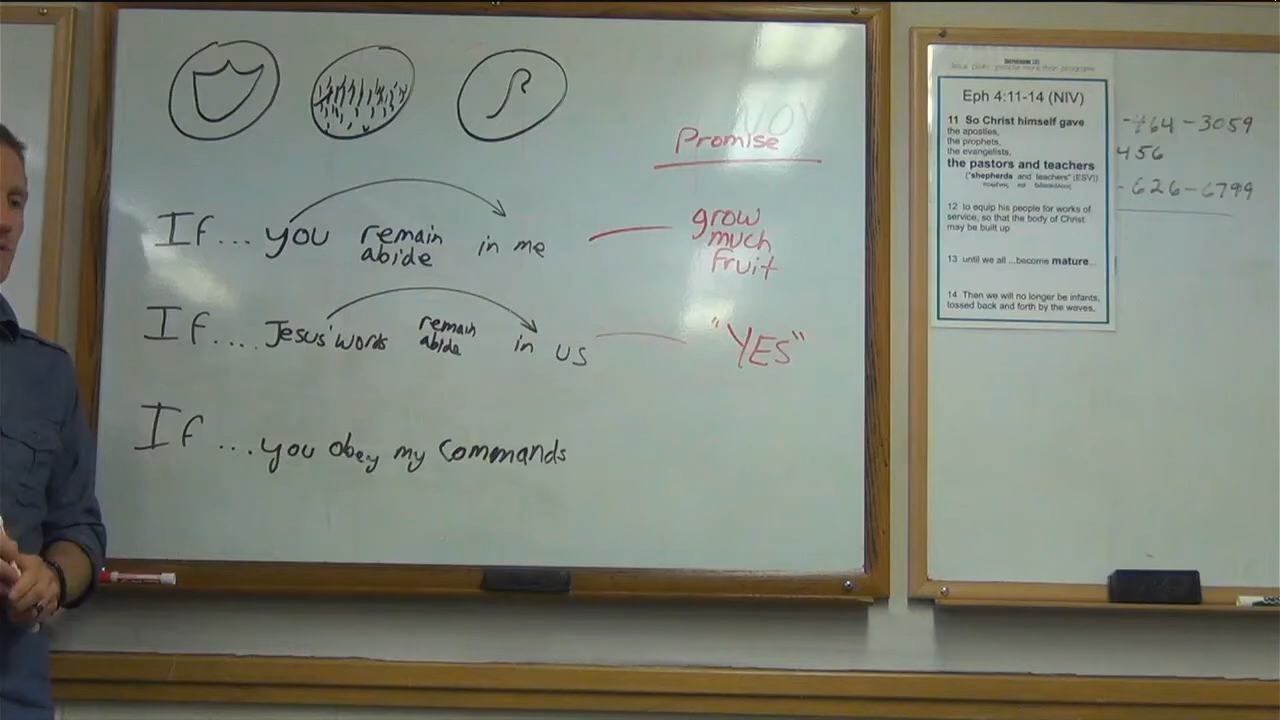 Promise
If... you remain in me grow
abide much
fruit
If.... Jesus' words remain in us "YES"
abide
If ...you obey my commands
Eph 4:11-14 (NIV)
11 So Christ himself gave
the apostles,
the prophets,
the evangelists,
the pastors and teachers
("shepherds and teachers" (ESV))
12 to equip his people for works of
service, so that the body of Christ
may be built up
13 until we all ...become mature...
14 Then we will no longer be infants,
tossed back and forth by the waves,
-464-3059
456
-626-6799